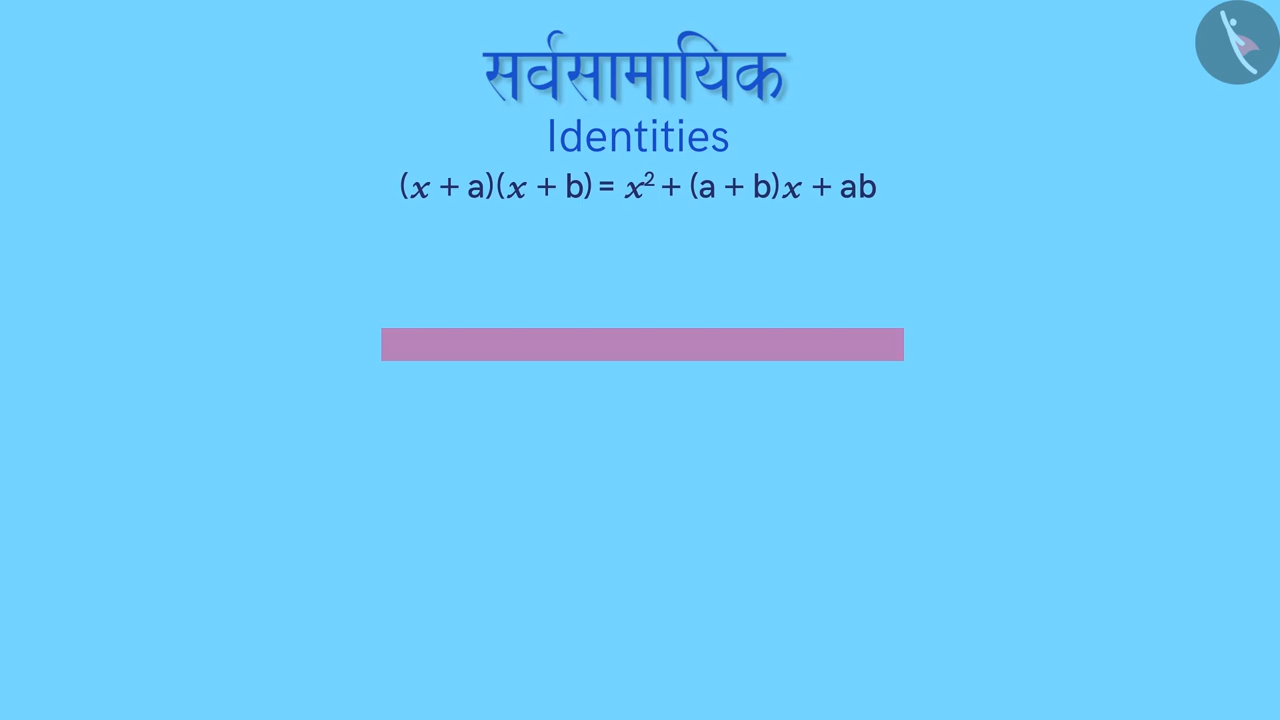 सर्वसामायिक
Identities
(x + a)(x + b) = x² + (a + b)x + ab